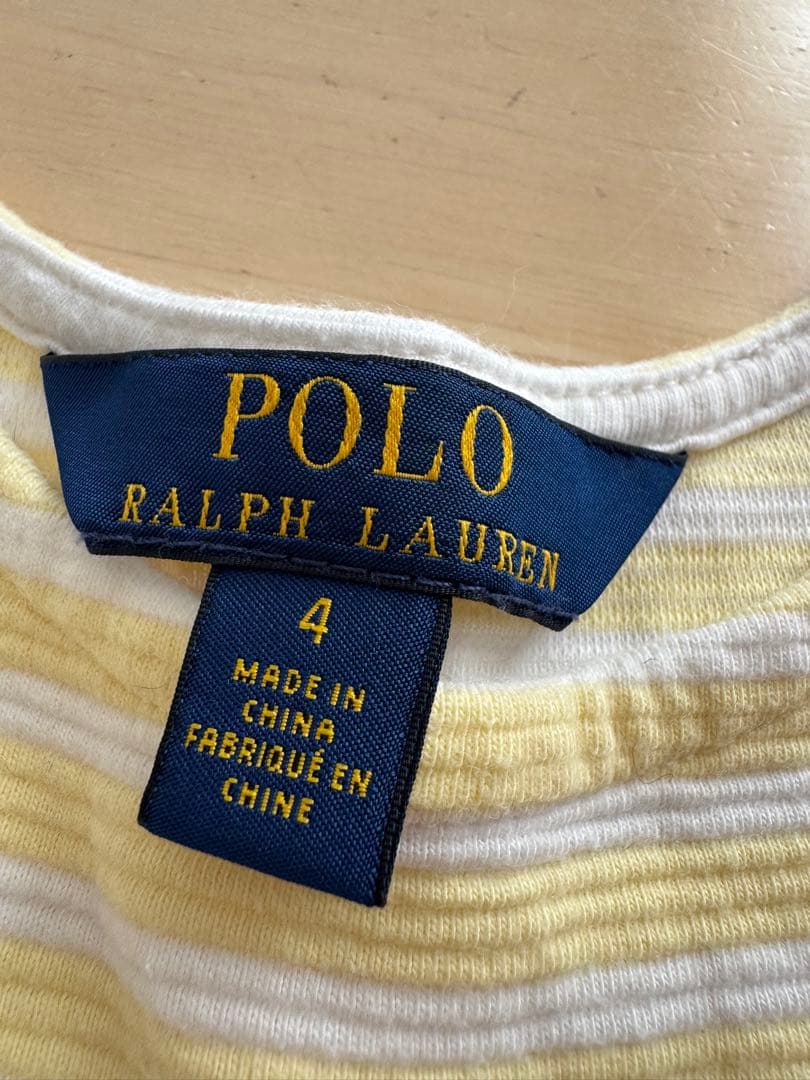 POLO
RALPH LAUREN
4
MADE IN
CHINA
FABRIQUÉ EN
CHINE